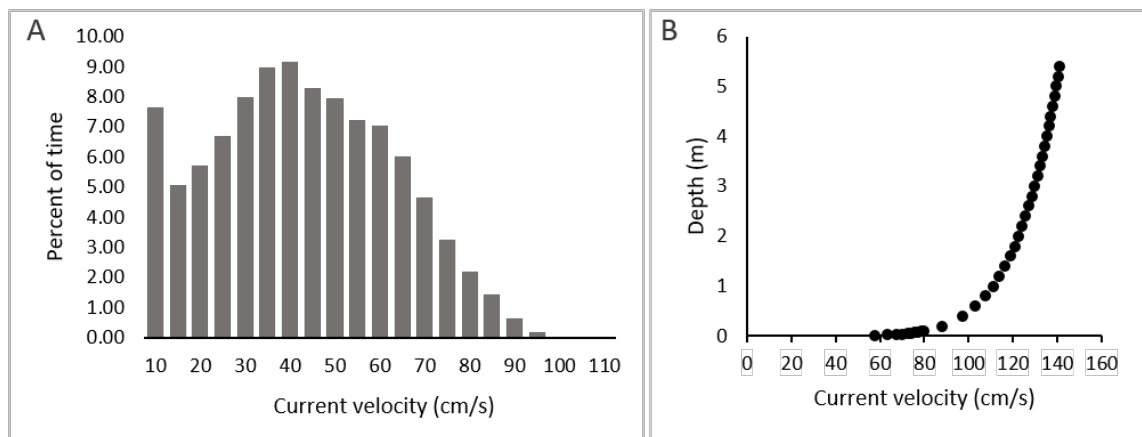 A
10.00
9.00
8.00
7.00
6.00
5.00
4.00
3.00
2.00
1.00
0.00
Percent of time
10 20 30 40 50 60 70 80 90 100 110
Current velocity (cm/s)
B
6
5
4
3
2
1
0
Depth (m)
0 20 40 60 80 100 120 140 160
Current velocity (cm/s)